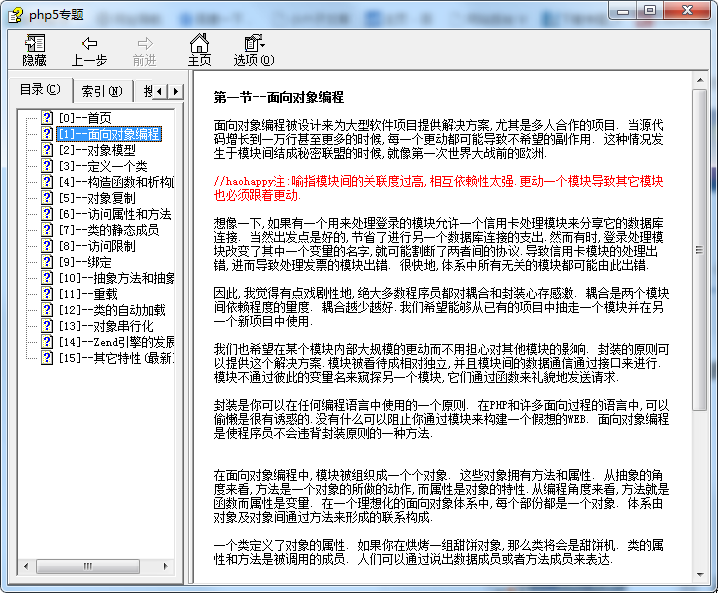 php5专题
隐藏
上一步
前进
主页
选项(O)
目录(C)
索引(N)
[0]--首页
[1]--面向对象编程
[2]--对象模型
[3]--定义一个类
[4]--构造函数和析构
[5]--对象复制
[6]--访问属性和方法
[7]--类的静态成员
[8]--访问限制
[9]--绑定
[10]--抽象方法和抽象
[11]--重载
[12]--类的自动加载
[13]--对象串行化
[14]--Zend引擎的发展
[15]--其它特性(最新
第一节--面向对象编程
面向对象编程被设计来为大型软件项目提供解决方案,尤其是多人合作的项目. 当源代
码增长到一万行甚至更多的时候,每一个更动都可能导致不希望的副作用. 这种情况发
生于模块间结成秘密联盟的时候,就像第一次世界大战前的欧洲.
//haohappy注:喻指模块间的关联度过高,相互依赖性太强.更动一个模块导致其它模块
也必须跟着更动.
想像一下,如果有一个用来处理登录的模块允许一个信用卡处理模块来分享它的数据库
连接. 当然出发点是好的,节省了进行另一个数据库连接的支出.然而有时,登录处理模
块改变了其中一个变量的名字,就可能割断了两者间的协议.导致信用卡模块的处理出
错,进而导致处理发票的模块出错. 很快地,体系中所有无关的模块都可能由此出错.
因此,我觉得有点戏剧性地,绝大多数程序员都对耦合和封装心存感激. 耦合是两个模块
间依赖程度的量度. 耦合越少越好.我们希望能够从已有的项目中抽走一个模块并在另
一个新项目中使用.
我们也希望在某个模块内部大规模的更动而不用担心对其他模块的影响. 封装的原则可
以提供这个解决方案.模块被看待成相对独立,并且模块间的数据通信通过接口来进行.
模块不通过彼此的变量名来窥探另一个模块,它们通过函数来礼貌地发送请求.
封装是你可以在任何编程语言中使用的一个原则. 在PHP和许多面向过程的语言中,可以
偷懒是很有诱惑的.没有什么可以阻止你通过模块来构建一个假想的WEB. 面向对象编程
是使程序员不会违背封装原则的一种方法.
在面向对象编程中,模块被组织成一个个对象. 这些对象拥有方法和属性. 从抽象的角
度来看,方法是一个对象的所做的动作,而属性是对象的特性.从编程角度来看,方法就是
函数而属性是变量. 在一个理想化的面向对象体系中,每个部份都是一个对象. 体系由
对象及对象间通过方法来形成的联系构成.
一个类定义了对象的属性. 如果你在烘烤一组甜饼对象,那么类将会是甜饼机. 类的属
性和方法是被调用的成员. 人们可以通过说出数据成员或者方法成员来表达.